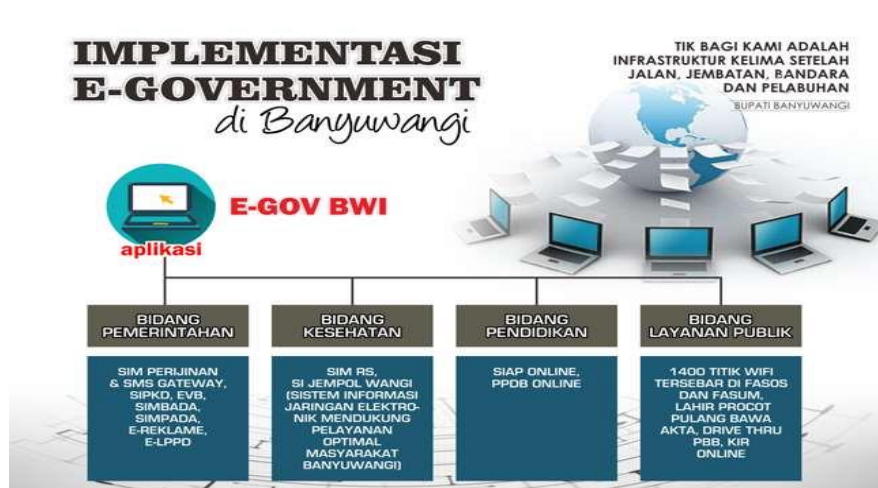 IMPLEMENTASI
E-GOVERNMENT
di Banyuwangi
TIK BAGI KAMI ADALAH
INFRASTRUKTUR KELIMA SETELAH
JALAN, JEMBATAN, BANDARA
DAN PELABUHAN
BUPATI BANYUWANGI
E-GOV BWI
aplikasi
BIDANG
PEMERINTAHAN
SIM PERIJINAN
& SMS GATEWAY,
SIPKD, EVB,
SIMBADA,
SIMPADA,
E-REKLAME,
E-LPPD
BIDANG
KESEHATAN
SIM RS,
SI JEMPOL WANGI
(SISTEM INFORMASI
JARINGAN ELEKTRO-
NIK MENDUKUNG
PELAYANAN
OPTIMAL
MASYARAKAT
BANYUWANGI)
BIDANG
PENDIDIKAN
SIAP ONLINE,
PPDB ONLINE
BIDANG
LAYANAN PUBLIK
1400 TITIK WIFI
TERSEBAR DI FASOS
DAN FASUM,
LAHIR PROCOT
PULANG BAWA
AKTA, DRIVE THRU
PBB, KIR
ONLINE